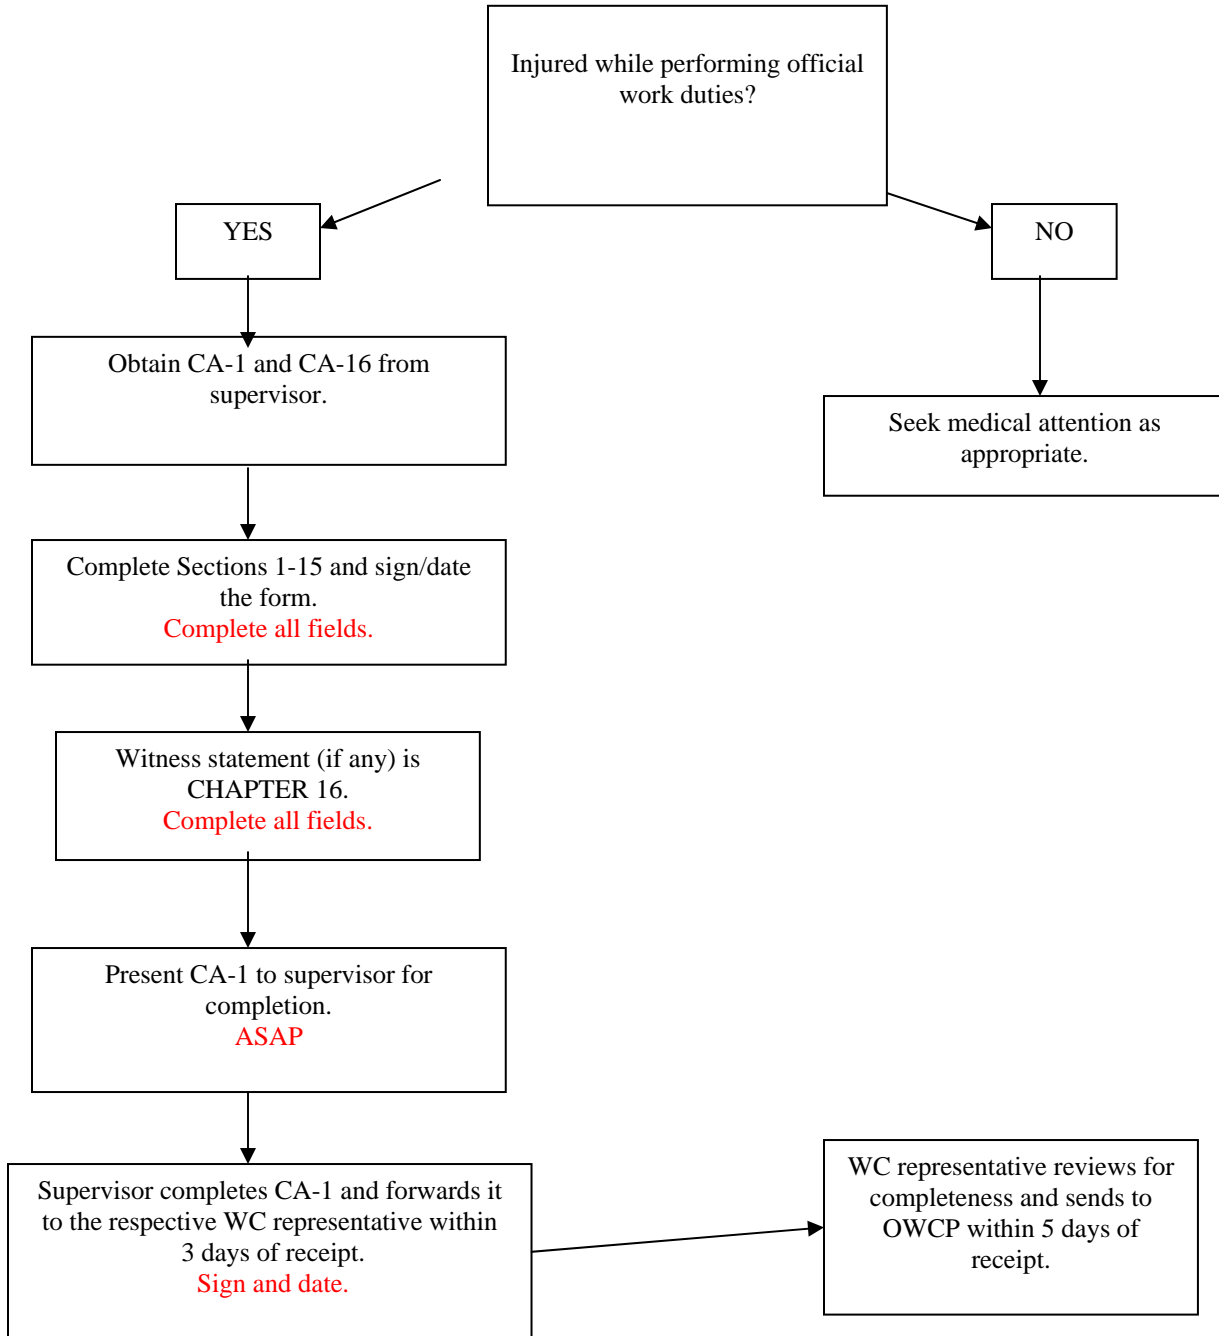 Injured while performing official
work duties?
YES
NO
Obtain CA-1 and CA-16 from
supervisor.
Seek medical attention as
appropriate.
Complete Sections 1-15 and sign/date
the form.
Complete all fields.
Witness statement (if any) is
CHAPTER 16.
Complete all fields.
Present CA-1 to supervisor for
completion.
ASAP
Supervisor completes CA-1 and forwards it
to the respective WC representative within
3 days of receipt.
Sign and date.
WC representative reviews for
completeness and sends to
OWCP within 5 days of
receipt.